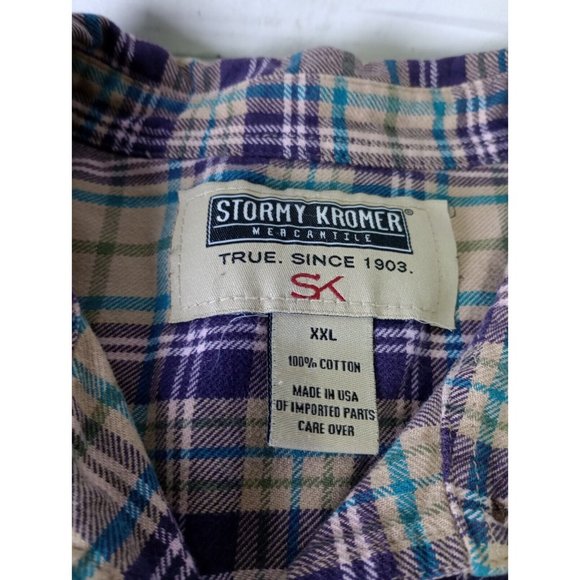 STORMY KROMER®
MERCANTILE
TRUE. SINCE 1903.
SK
XXL
100% COTTON
MADE IN USA
OF IMPORTED PARTS
CARE OVER